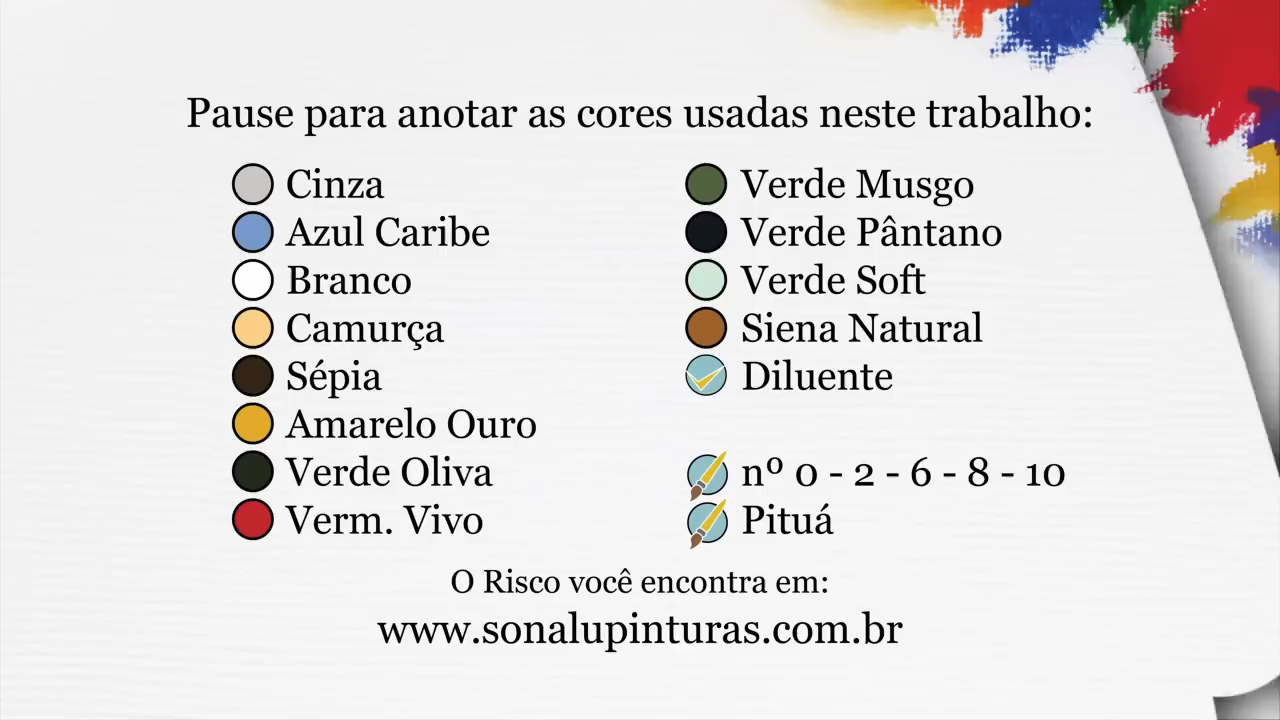 Pause para anotar as cores usadas neste trabalho:
Cinza
Azul Caribe
Branco
Camurça
Sépia
Amarelo Ouro
Verde Oliva
Verm. Vivo
Verde Musgo
Verde Pântano
Verde Soft
Siena Natural
Diluente
nº 0 - 2 - 6 - 8 - 10
Pituá
O Risco você encontra em:
www.sonalupinturas.com.br